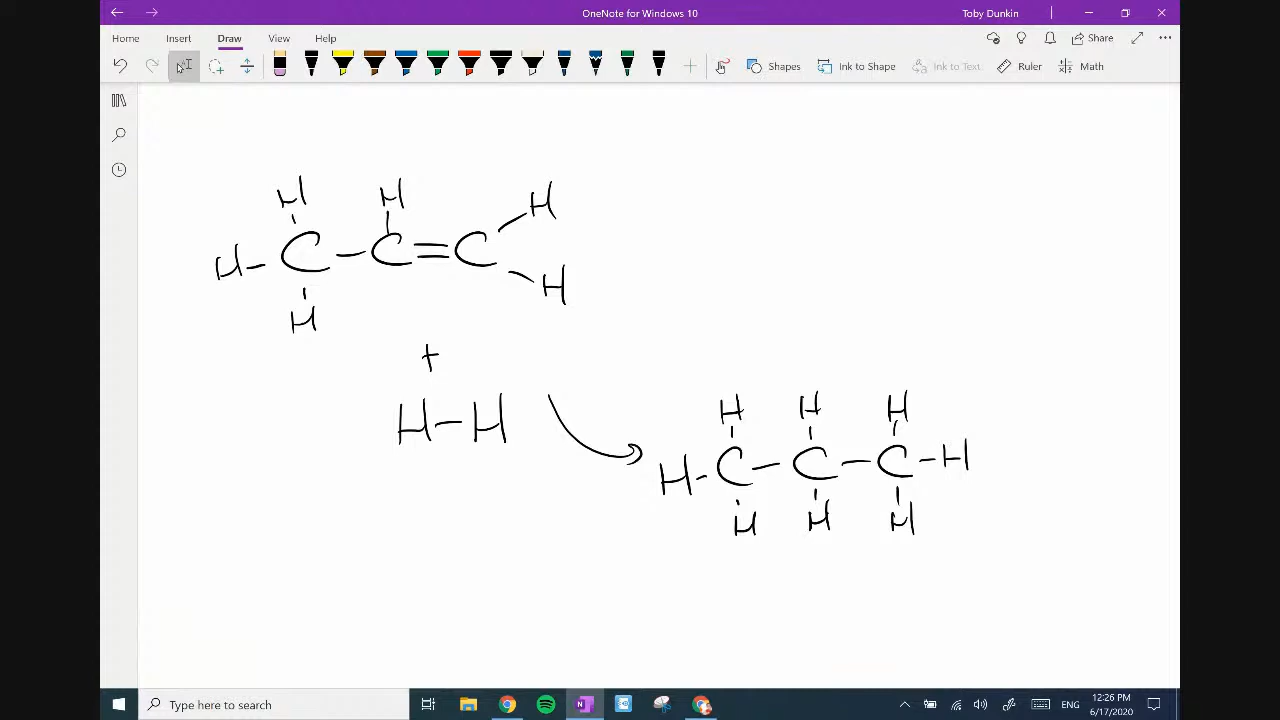 OneNote for Windows 10
Toby Dunkin
Home Insert Draw View Help
Share
Shapes Ink to Shape Ink to Text Ruler Math
H H H
H - C - C = C
H H
+
H - H
H H H
H - C - C - C - H
H H H
Type here to search
ENG
12:26 PM
6/17/2020